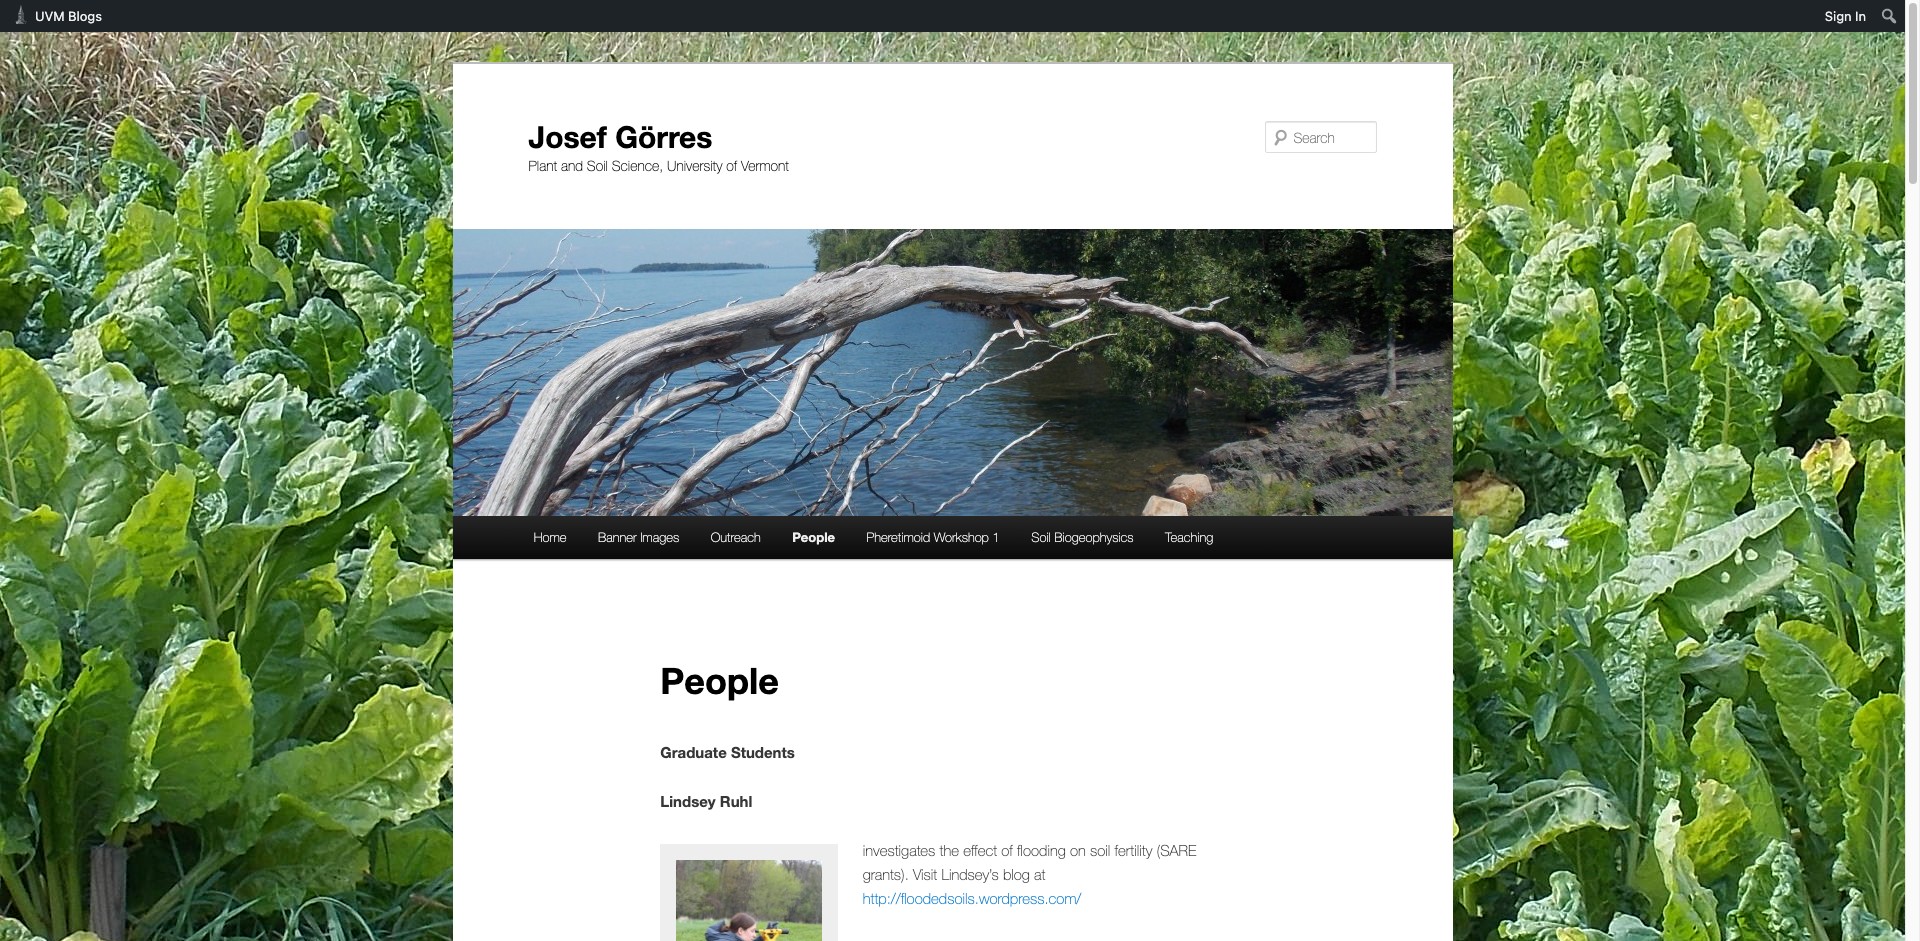 UVM Blogs
Sign In
Josef Görres
Plant and Soil Science, University of Vermont
Search
Home
Banner Images
Outreach
People
Pheretimoid Workshop 1
Soil Biogeophysics
Teaching
People
Graduate Students
Lindsey Ruhl
investigates the effect of flooding on soil fertility (SARE
grants). Visit Lindsey's blog at
http://floodedsoils.wordpress.com/